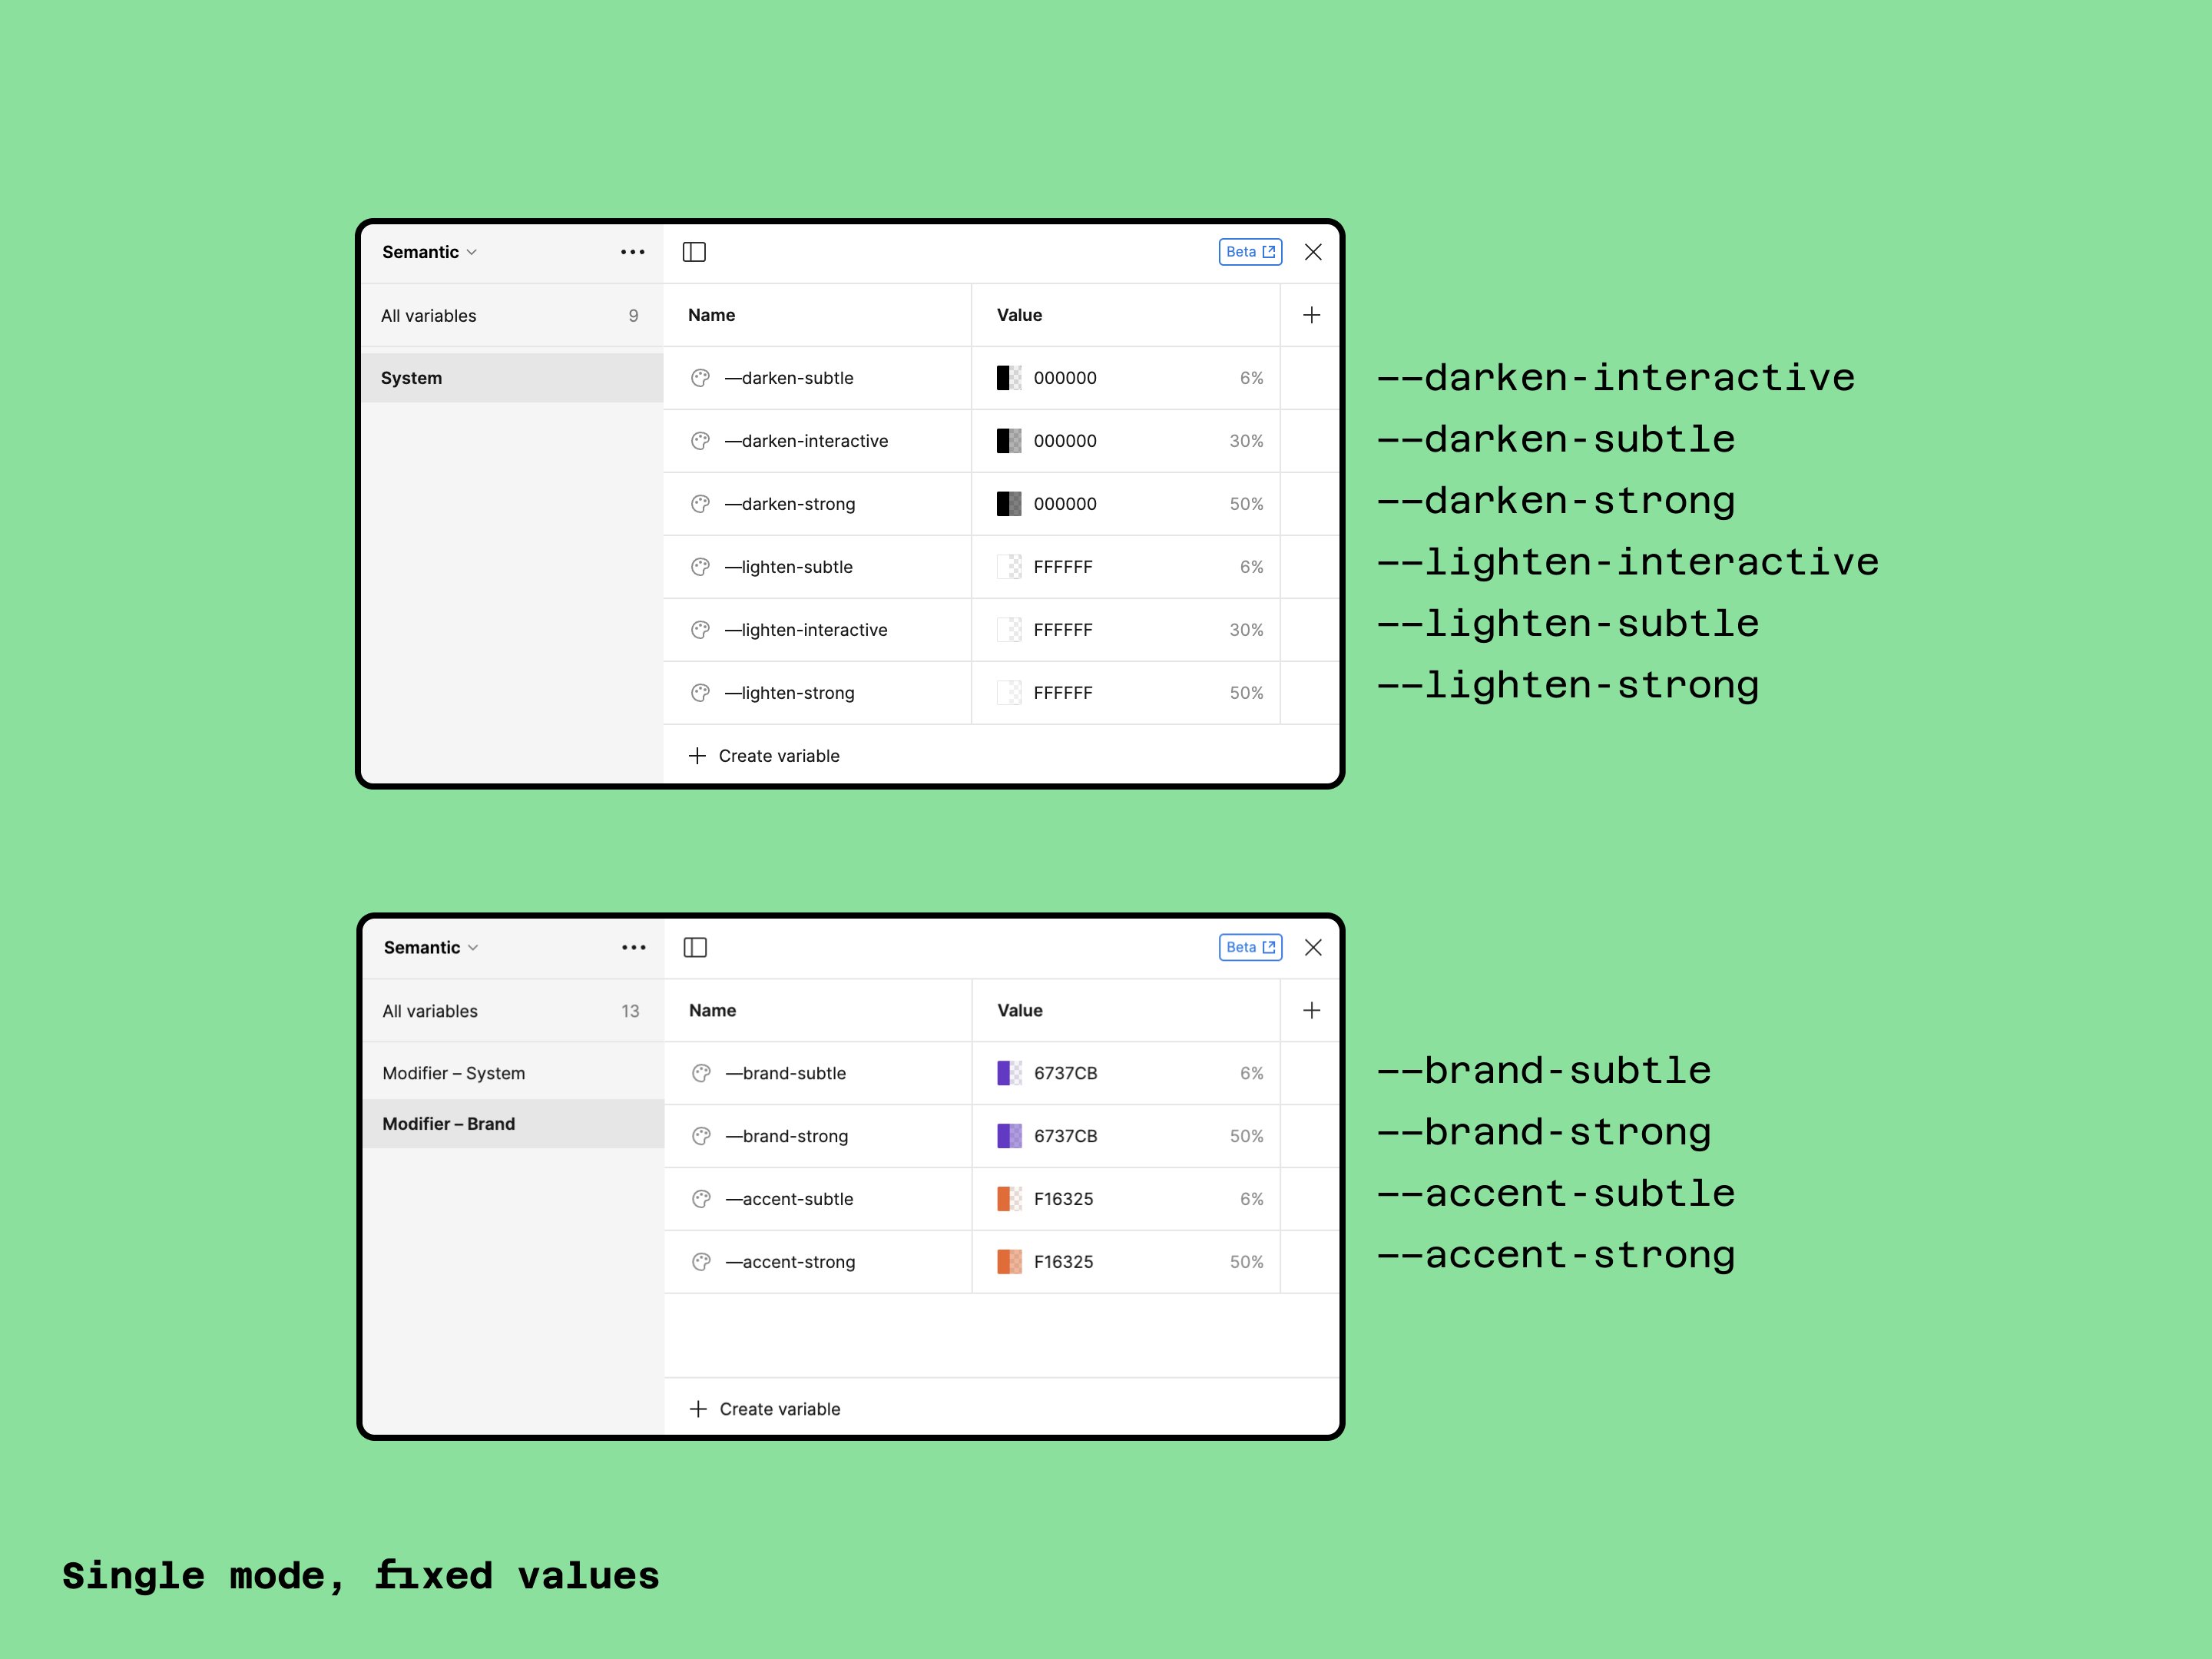 Semantic
Beta
All variables 9
Name Value
System
—darken-subtle 000000 6%
—darken-interactive 000000 30%
—darken-strong 000000 50%
—lighten-subtle FFFFFF 6%
—lighten-interactive FFFFFF 30%
—lighten-strong FFFFFF 50%
Create variable
--darken-interactive
--darken-subtle
--darken-strong
--lighten-interactive
--lighten-subtle
--lighten-strong
Semantic
Beta
All variables 13
Name Value
Modifier – System
Modifier – Brand
—brand-subtle 6737CB 6%
—brand-strong 6737CB 50%
—accent-subtle F16325 6%
—accent-strong F16325 50%
Create variable
--brand-subtle
--brand-strong
--accent-subtle
--accent-strong
Single mode, fixed values